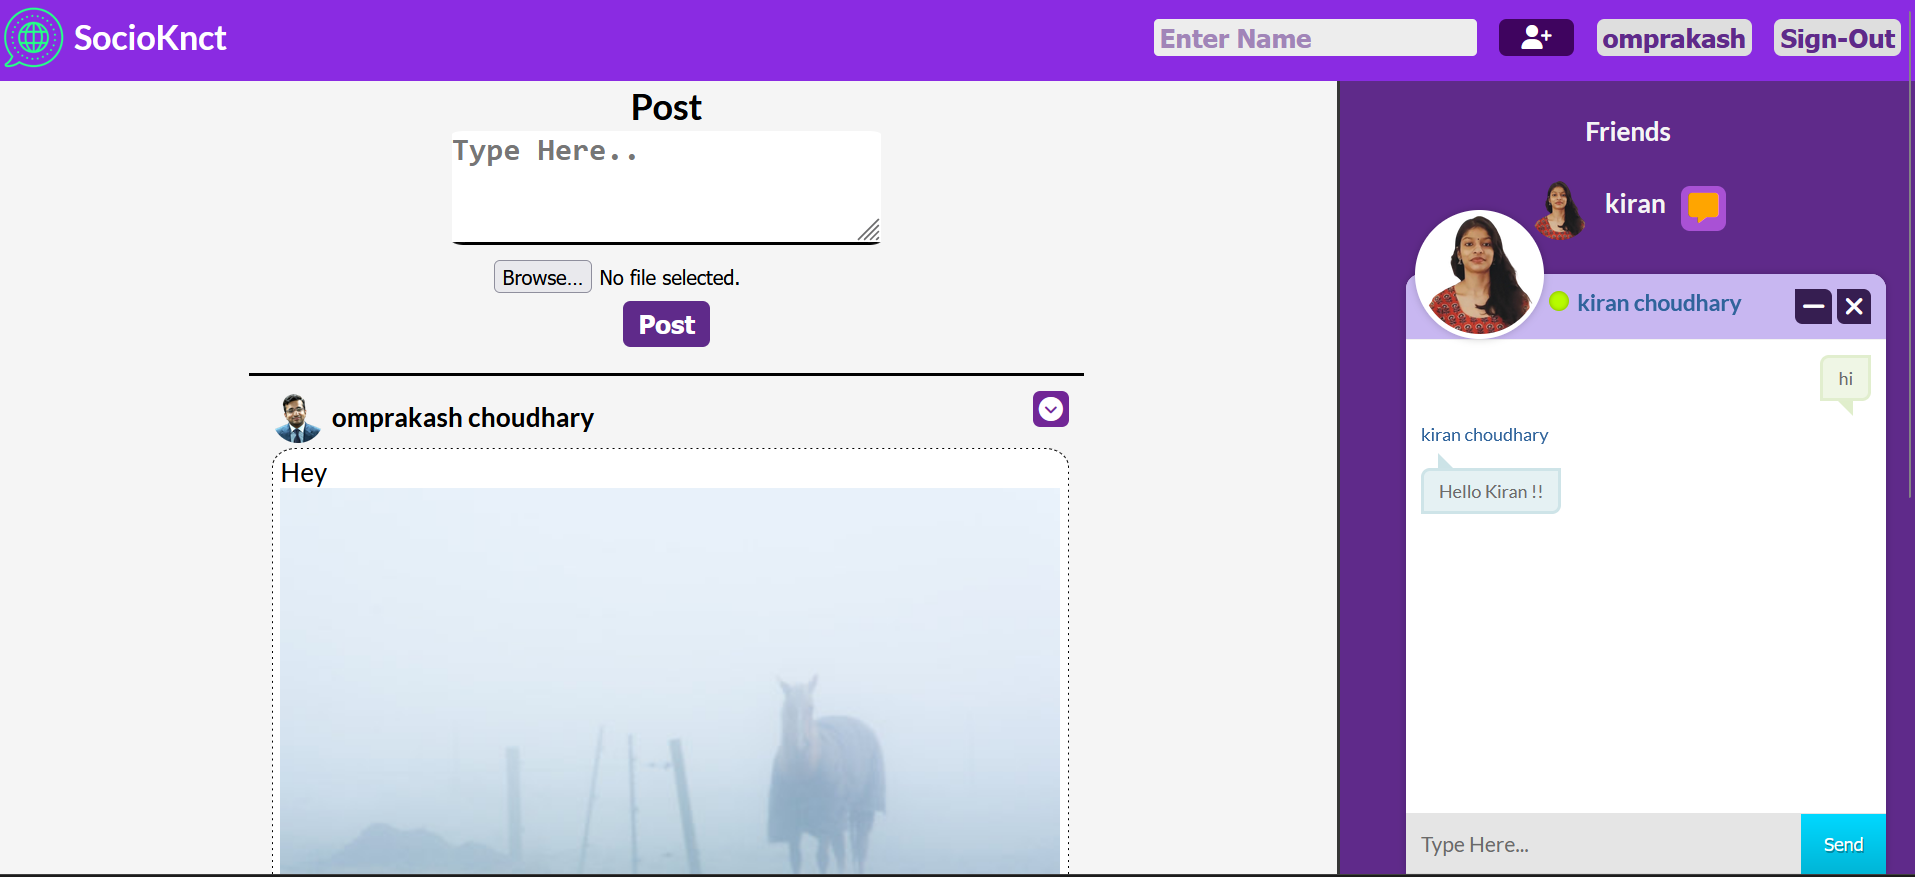 SocioKnct
Enter Name
omprakash
Sign-Out
Post
Type Here..
Browse... No file selected.
Post
omprakash choudhary
Hey
Friends
kiran
kiran choudhary
hi
kiran choudhary
Hello Kiran !!
Type Here...
Send